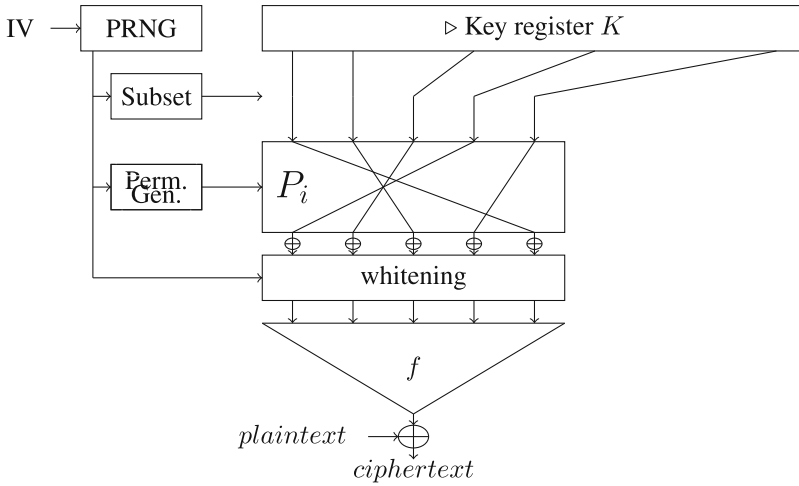 IV PRNG ▷ Key register K
Subset
Perm.
Gen.
P_i
whitening
f
plaintext
ciphertext